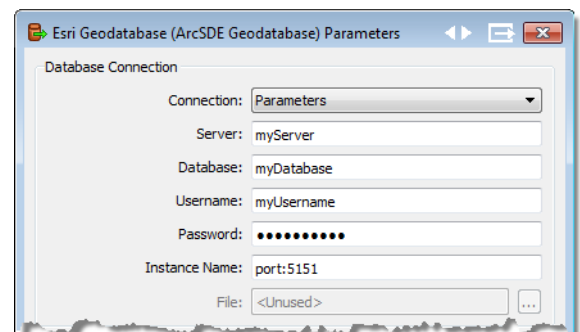 Esri Geodatabase (ArcSDE Geodatabase) Parameters
Database Connection
Connection: Parameters
Server: myServer
Database: myDatabase
Username: myUsername
Password: ●●●●●●●●●●
Instance Name: port:5151
File: <Unused> ...